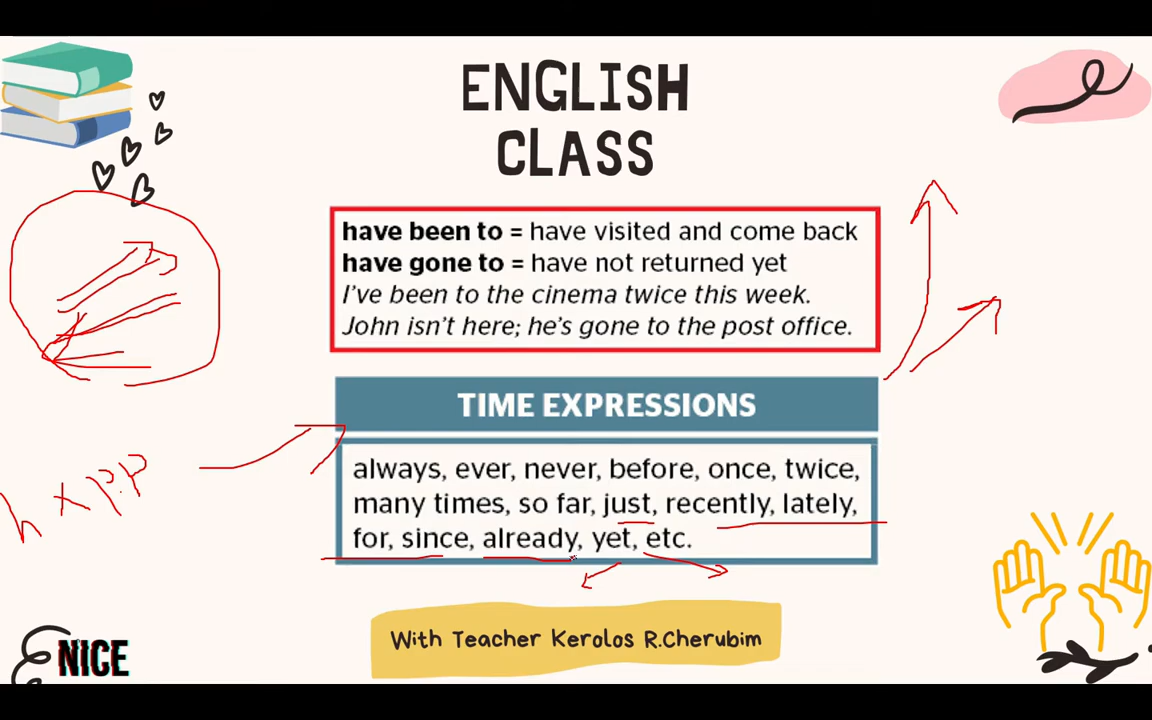 ENGLISH
CLASS
have been to = have visited and come back
have gone to = have not returned yet
I've been to the cinema twice this week.
John isn't here; he's gone to the post office.
TIME EXPRESSIONS
always, ever, never, before, once, twice,
many times, so far, just, recently, lately,
for, since, already, yet, etc.
h x p.p
With Teacher Kerolos R.Cherubim
NICE